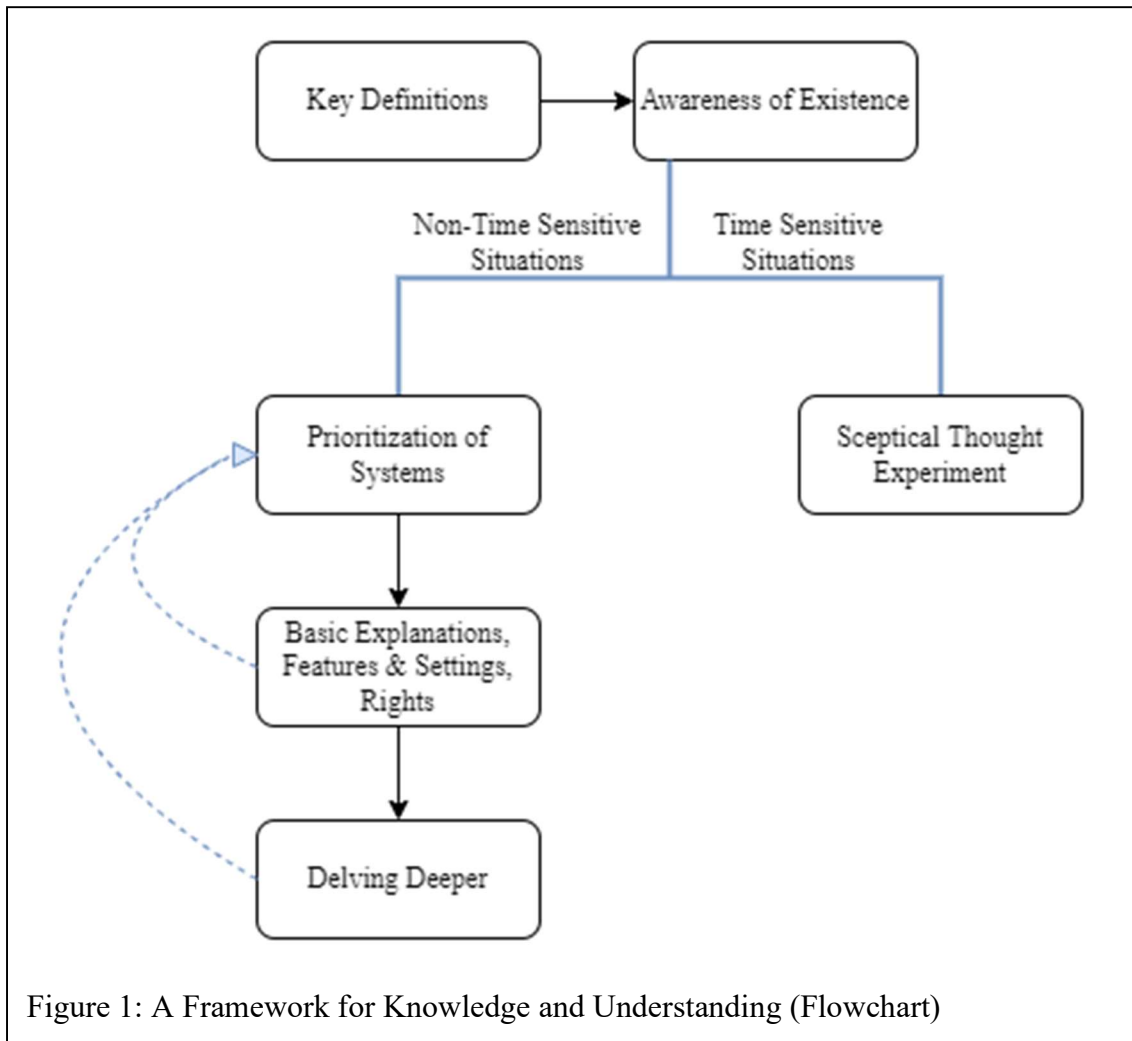 Key Definitions
Awareness of Existence
Non-Time Sensitive
Situations
Time Sensitive
Situations
Prioritization of
Systems
Sceptical Thought
Experiment
Basic Explanations,
Features & Settings,
Rights
Delving Deeper
Figure 1: A Framework for Knowledge and Understanding (Flowchart)